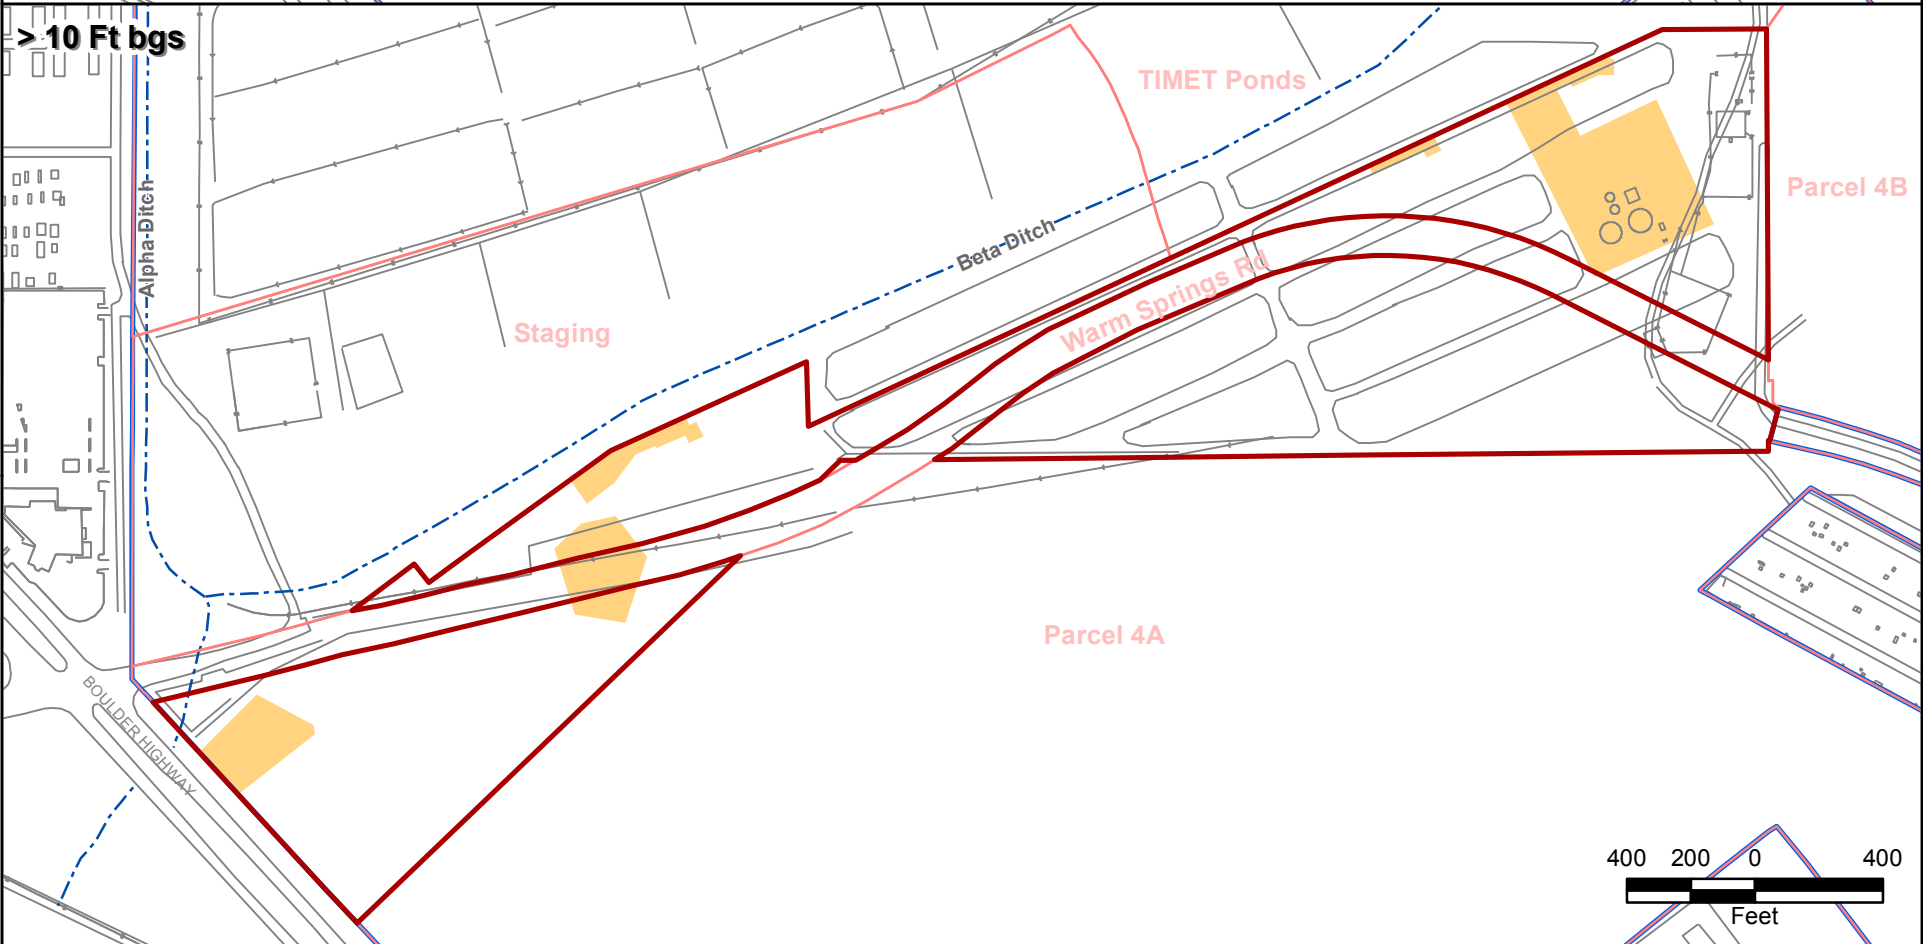 > 10 Ft bgs
TIMET Ponds
Parcel 4B
Alpha Ditch
Beta Ditch
Warm Springs Rd
Staging
Parcel 4A
BOULDER HIGHWAY
400 200 0 400
Feet